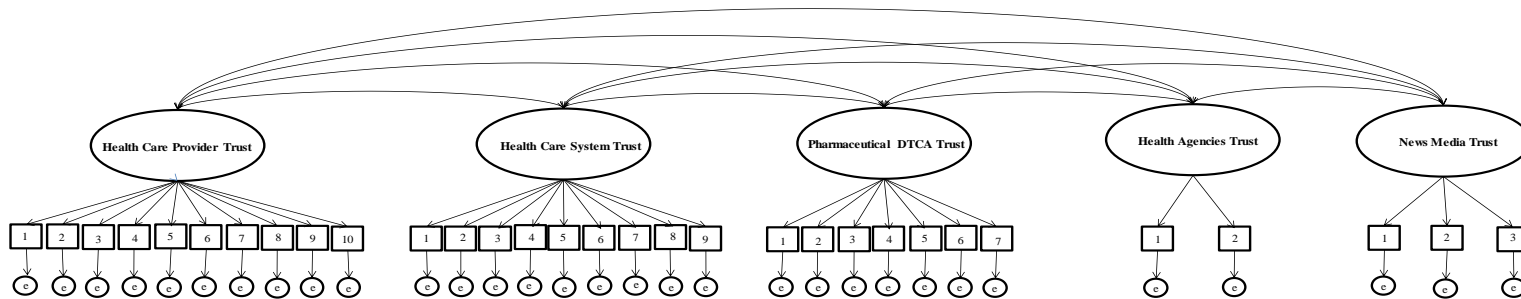 Health Care Provider Trust
Health Care System Trust
Pharmaceutical DTCA Trust
Health Agencies Trust
News Media Trust
1 2 3 4 5 6 7 8 9 10
1 2 3 4 5 6 7 8 9
1 2 3 4 5 6 7
1 2
1 2 3
e e e e e e e e e e
e e e e e e e e e
e e e e e e e
e e
e e e